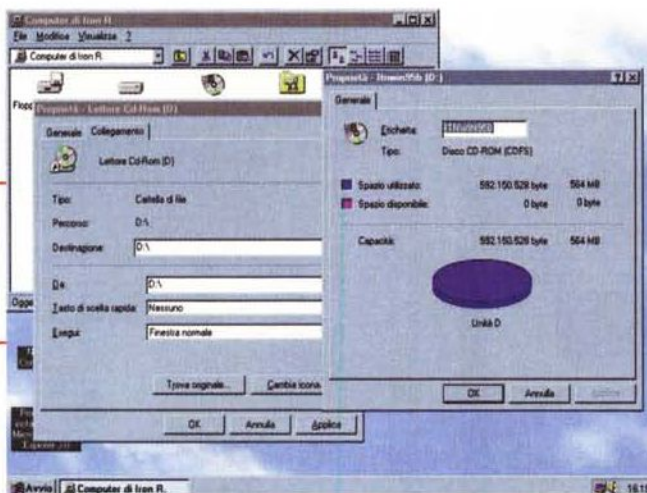 Computer di Iron R.
File Modifica Visualizza ?
Computer di Iron R.
Proprietà - Lettore Cd-Rom (D)
Generale Collegamento
Lettore Cd-Rom (D)
Tipo: Cartella di file
Percorso: D:\
Destinazione: D:\
Da: D:\
Tasto di scelta rapida: Nessuno
Esegui: Finestra normale
Trova originale... Cambia icona
OK Annulla Applica
Proprietà - Itowin95b (D:)
Generale
Etichetta:
Tipo: Disco CD-ROM (CDFS)
Spazio utilizzato: 592.150.528 byte 564 MB
Spazio disponibile: 0 byte 0 byte
Capacità: 592.150.528 byte 564 MB
Unità D
OK Annulla Applica
Avvio Computer di Iron R.